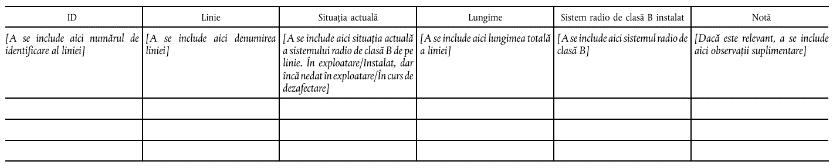 ID
Linie
Situația actuală
Lungime
Sistem radio de clasă B instalat
Notă
[A se include aici numărul de
identificare al liniei]
[A se include aici denumirea
liniei]
[A se include aici situația actuală
a sistemului radio de clasă B de pe
linie. În exploatare/Instalat, dar
încă nedat în exploatare/În curs de
dezafectare]
[A se include aici lungimea totală
a liniei]
[A se include aici sistemul radio de
clasă B]
[Dacă este relevant, a se include
aici observații suplimentare]